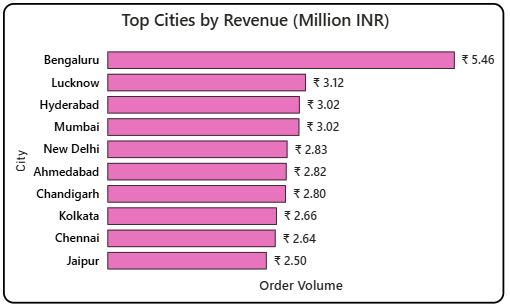 Top Cities by Revenue (Million INR)
Bengaluru ₹ 5.46
Lucknow ₹ 3.12
Hyderabad ₹ 3.02
Mumbai ₹ 3.02
New Delhi ₹ 2.83
Ahmedabad ₹ 2.82
Chandigarh ₹ 2.80
Kolkata ₹ 2.66
Chennai ₹ 2.64
Jaipur ₹ 2.50
City
Order Volume